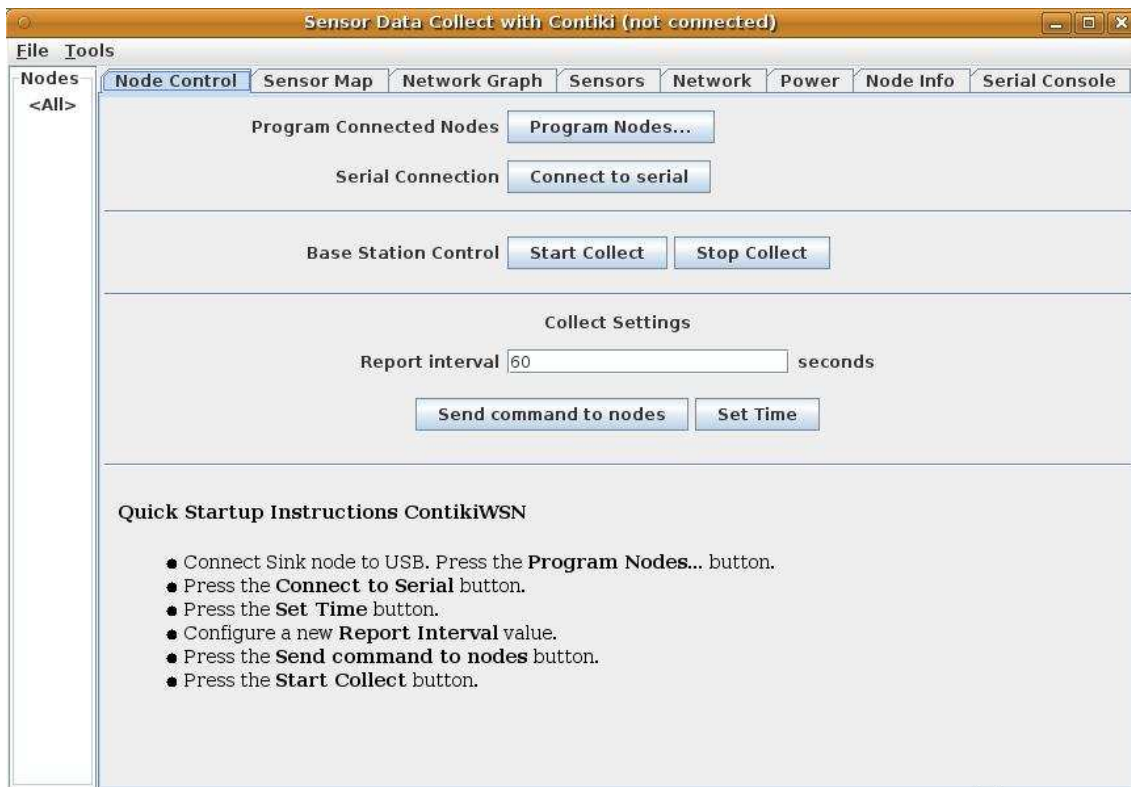 Sensor Data Collect with Contiki (not connected)
File Tools
Nodes
<All>
Node Control Sensor Map Network Graph Sensors Network Power Node Info Serial Console
Program Connected Nodes Program Nodes...
Serial Connection Connect to serial
Base Station Control Start Collect Stop Collect
Collect Settings
Report interval 60 seconds
Send command to nodes Set Time
Quick Startup Instructions ContikiWSN
● Connect Sink node to USB. Press the Program Nodes... button.
● Press the Connect to Serial button.
● Press the Set Time button.
● Configure a new Report Interval value.
● Press the Send command to nodes button.
● Press the Start Collect button.